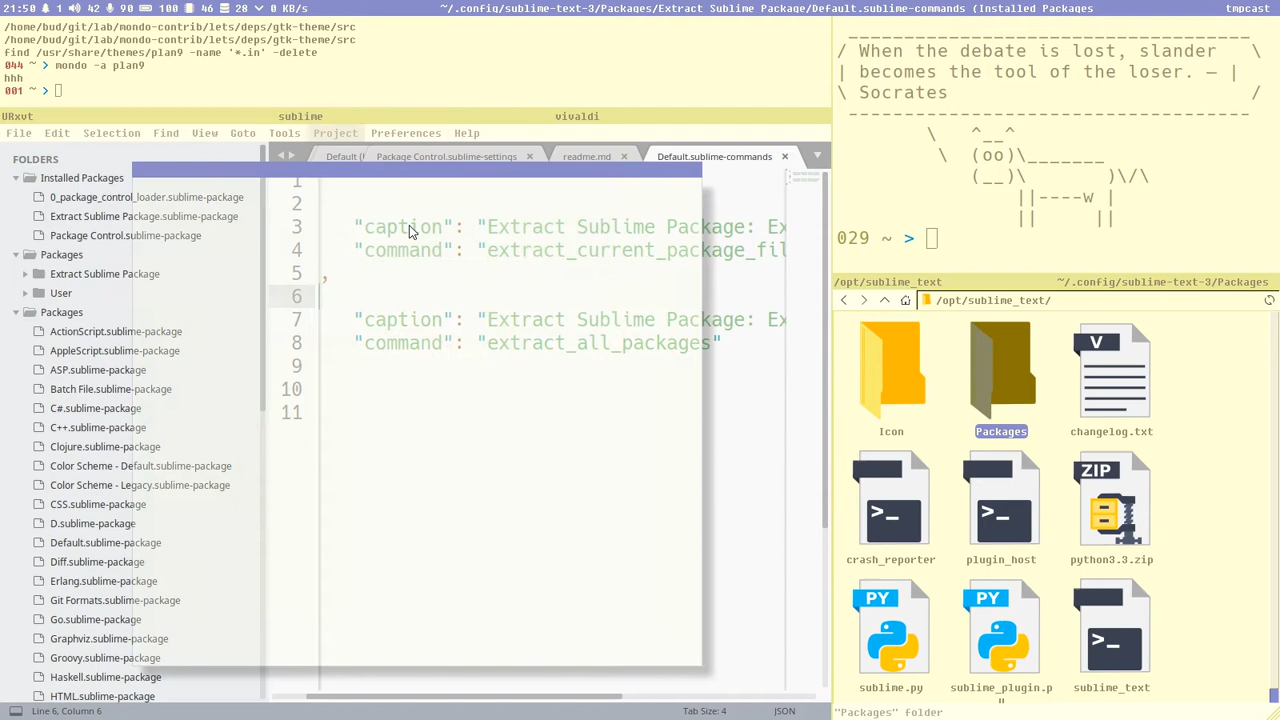 21:50 1 42 90 100 46 28 0 KB/s ~/.config/sublime-text-3/Packages/Extract Sublime Package/Default.sublime-commands (Installed Packages tmpcast
/home/bud/git/lab/mondo-contrib/lets/deps/gtk-theme/src
/home/bud/git/lab/mondo-contrib/lets/deps/gtk-theme/src
find /usr/share/themes/plan9 -name '*.in' -delete
044 ~ > mondo -a plan9
hhh
001 ~ >
URxvt sublime vivaldi
File Edit Selection Find View Goto Tools Project Preferences Help
FOLDERS
Installed Packages
0_package_control_loader.sublime-package
Extract Sublime Package.sublime-package
Package Control.sublime-package
Packages
Extract Sublime Package
User
Packages
ActionScript.sublime-package
AppleScript.sublime-package
ASP.sublime-package
Batch File.sublime-package
C#.sublime-package
C++.sublime-package
Clojure.sublime-package
Color Scheme - Default.sublime-package
Color Scheme - Legacy.sublime-package
CSS.sublime-package
D.sublime-package
Default.sublime-package
Diff.sublime-package
Erlang.sublime-package
Git Formats.sublime-package
Go.sublime-package
Graphviz.sublime-package
Groovy.sublime-package
Haskell.sublime-package
HTML.sublime-package
Default ( Package Control.sublime-settings readme.md Default.sublime-commands
1
2
3 "caption": "Extract Sublime Package: Ex
4 "command": "extract_current_package_fil
5 ,
6
7 "caption": "Extract Sublime Package: Ex
8 "command": "extract_all_packages"
9
10
11
Line 6, Column 6 Tab Size: 4 JSON
____________________________________
/ When the debate is lost, slander \
| becomes the tool of the loser. — |
\ Socrates /
------------------------------------
\ ^__^
\ (oo)\_______
(__)\ )\/\
||----w |
|| ||
029 ~ >
/opt/sublime_text ~/.config/sublime-text-3/Packages
/opt/sublime_text/
Icon
Packages
V
changelog.txt
>_
crash_reporter
>_
plugin_host
ZIP
python3.3.zip
PY
sublime.py
PY
sublime_plugin.p
>_
sublime_text
"Packages" folder